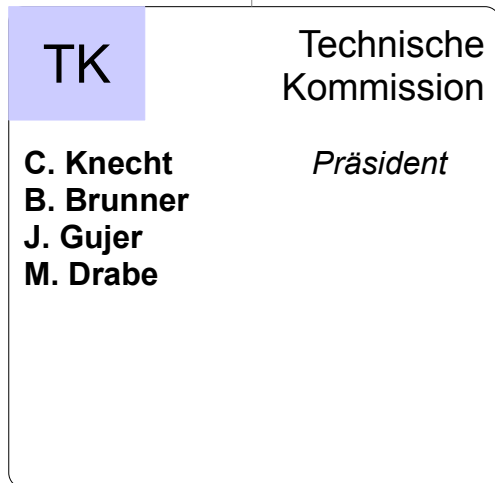 TK
Technische
Kommission
C. Knecht Präsident
B. Brunner
J. Gujer
M. Drabe